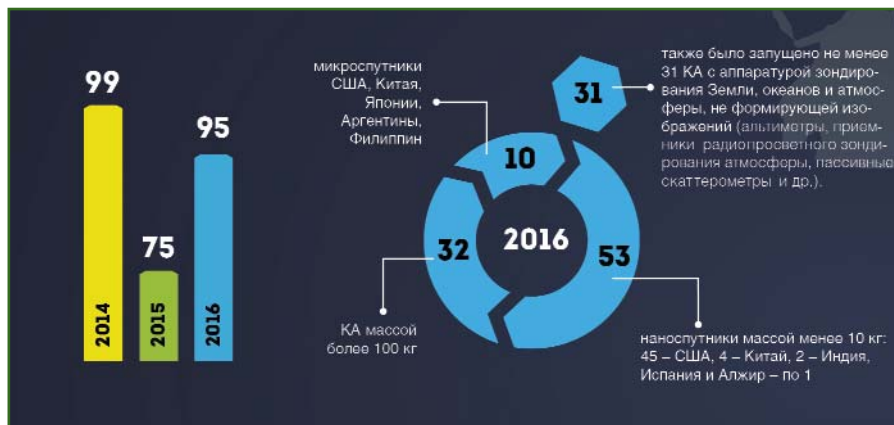 99
75
95
2014
2015
2016
микроспутники
США, Китая,
Японии,
Аргентины,
Филиппин
31
также было запущено не менее
31 КА с аппаратурой зондиро-
вания Земли, океанов и атмос-
феры, не формирующей изо-
бражений (альтиметры, прием-
ники радиопросветного зонди-
рования атмосферы, пассивные
скаттерометры и др.).
10
32
2016
53
КА массой
более 100 кг
наноспутники массой менее 10 кг:
45 – США, 4 – Китай, 2 – Индия,
Испания и Алжир – по 1